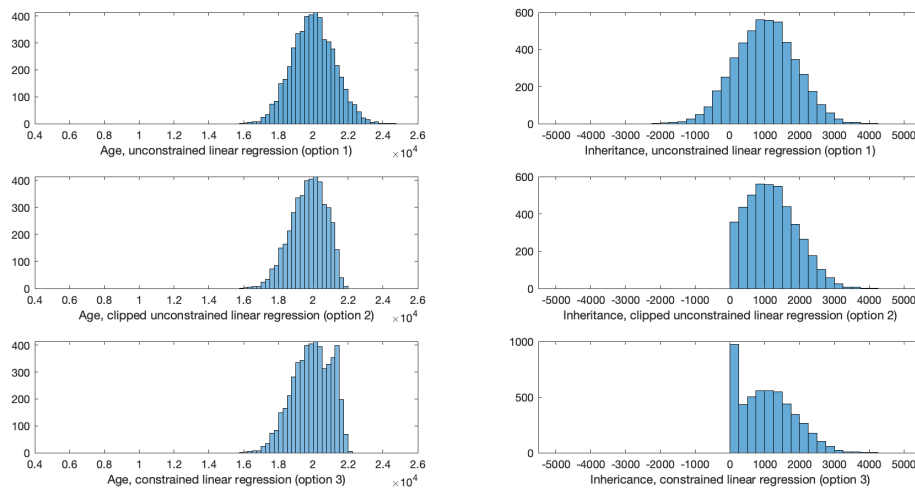 400
300
200
100
0
0.4 0.6 0.8 1 1.2 1.4 1.6 1.8 2 2.2 2.4 2.6
Age, unconstrained linear regression (option 1)
×10⁴
600
400
200
0
-5000 -4000 -3000 -2000 -1000 0 1000 2000 3000 4000 5000
Inheritance, unconstrained linear regression (option 1)
400
300
200
100
0
0.4 0.6 0.8 1 1.2 1.4 1.6 1.8 2 2.2 2.4 2.6
Age, clipped unconstrained linear regression (option 2)
×10⁴
600
400
200
0
-5000 -4000 -3000 -2000 -1000 0 1000 2000 3000 4000 5000
Inheritance, clipped unconstrained linear regression (option 2)
400
300
200
100
0
0.4 0.6 0.8 1 1.2 1.4 1.6 1.8 2 2.2 2.4 2.6
Age, constrained linear regression (option 3)
×10⁴
1000
500
0
-5000 -4000 -3000 -2000 -1000 0 1000 2000 3000 4000 5000
Inhericance, constrained linear regression (option 3)